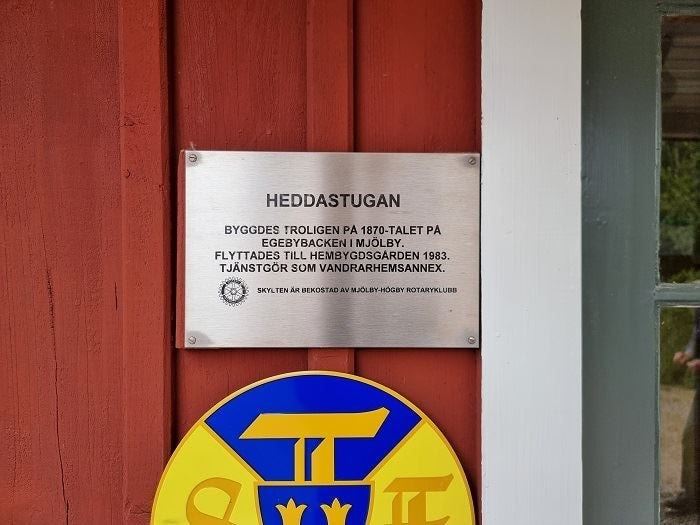 HEDDASTUGAN
BYGGDES TROLIGEN PÅ 1870-TALET PÅ
EGEBYBACKEN I MJÖLBY.
FLYTTADES TILL HEMBYGDSGÅRDEN 1983.
TJÄNSTGÖR SOM VANDRARHEMSANNEX.
SKYLTEN ÄR BEKOSTAD AV MJÖLBY-HÖGBY ROTARYKLUBB
S T F